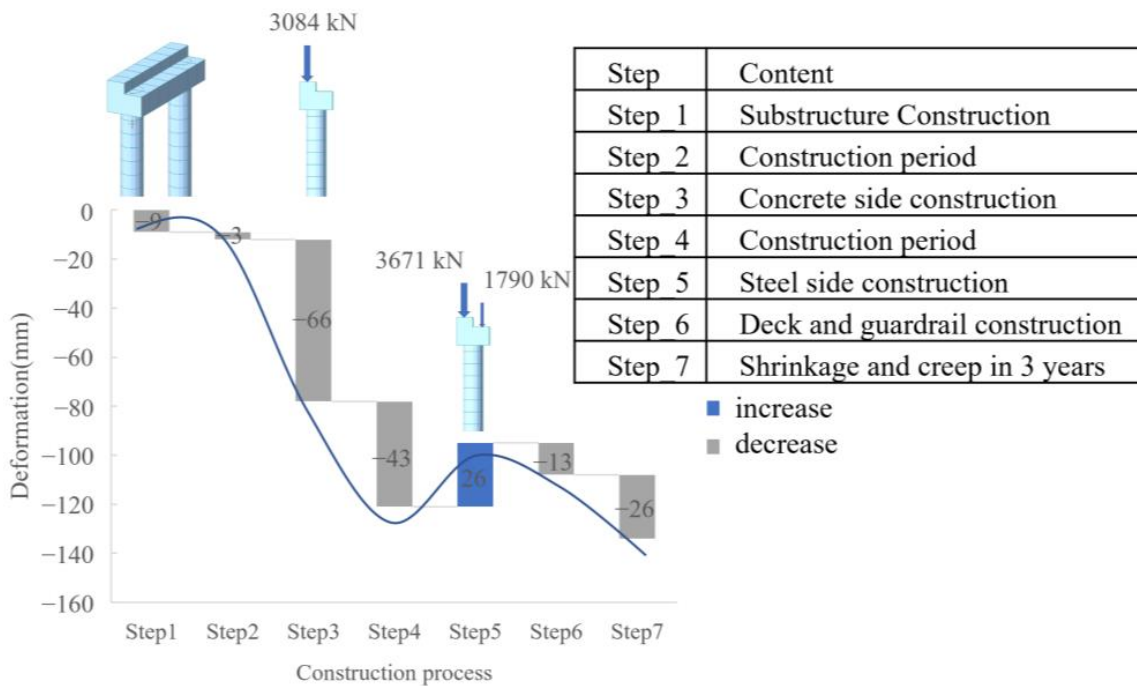 3084 kN
Step Content
Step_1 Substructure Construction
Step_2 Construction period
Step_3 Concrete side construction
Step_4 Construction period
Step_5 Steel side construction
Step_6 Deck and guardrail construction
Step_7 Shrinkage and creep in 3 years
3671 kN
1790 kN
increase
decrease
Deformation(mm)
0
−20
−40
−60
−80
−100
−120
−140
−160
−9
−3
−66
−43
26
−13
−26
Step1 Step2 Step3 Step4 Step5 Step6 Step7
Construction process